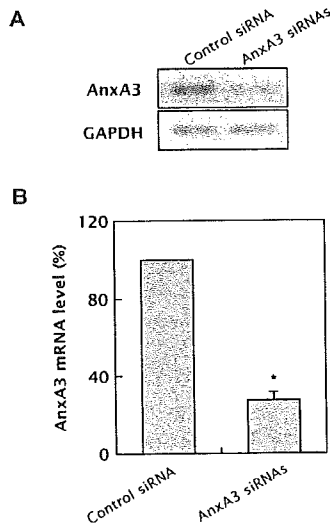 A
Control siRNA
AnxA3 siRNAs
AnxA3
GAPDH
B
AnxA3 mRNA level (%)
120
80
40
0
*
Control siRNA
AnxA3 siRNAs